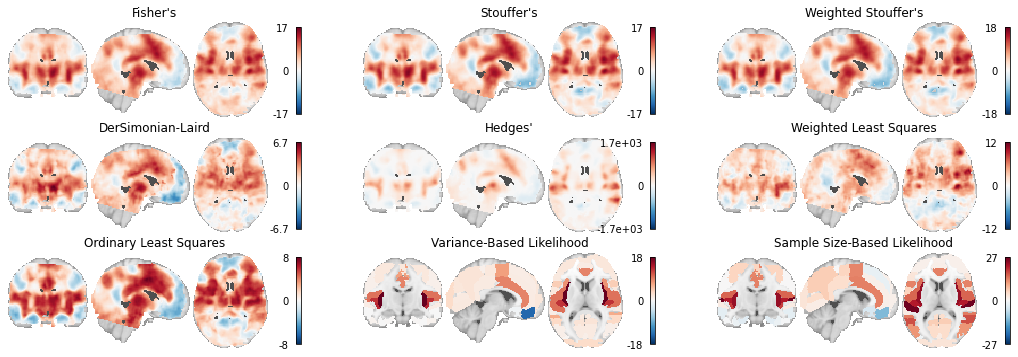 Fisher's
17
0
-17
Stouffer's
17
0
-17
Weighted Stouffer's
18
0
-18
DerSimonian-Laird
6.7
0
-6.7
Hedges'
1.7e+03
0
-1.7e+03
Weighted Least Squares
12
0
-12
Ordinary Least Squares
8
0
-8
Variance-Based Likelihood
18
0
-18
Sample Size-Based Likelihood
27
0
-27